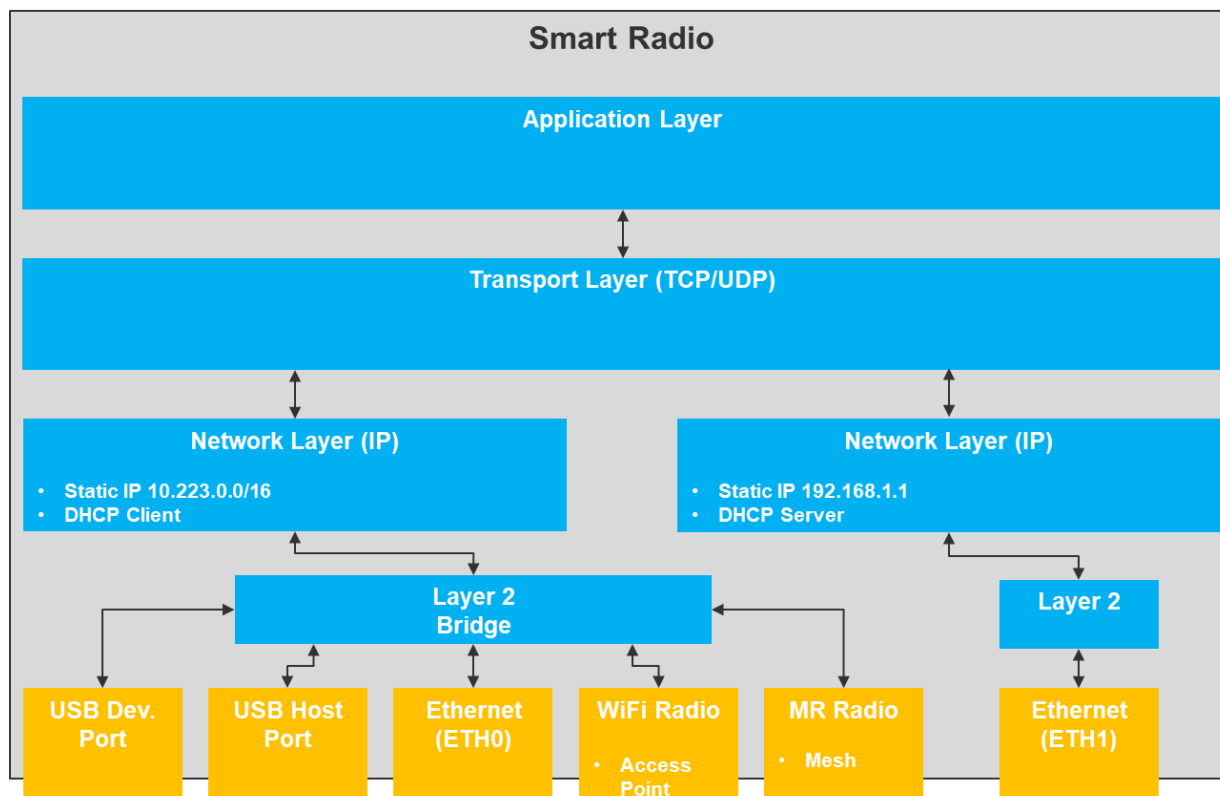 Smart Radio
Application Layer
Transport Layer (TCP/UDP)
Network Layer (IP)
• Static IP 10.223.0.0/16
• DHCP Client
Network Layer (IP)
• Static IP 192.168.1.1
• DHCP Server
Layer 2
Bridge
Layer 2
USB Dev.
Port
USB Host
Port
Ethernet
(ETH0)
WiFi Radio
• Access
Point
MR Radio
• Mesh
Ethernet
(ETH1)